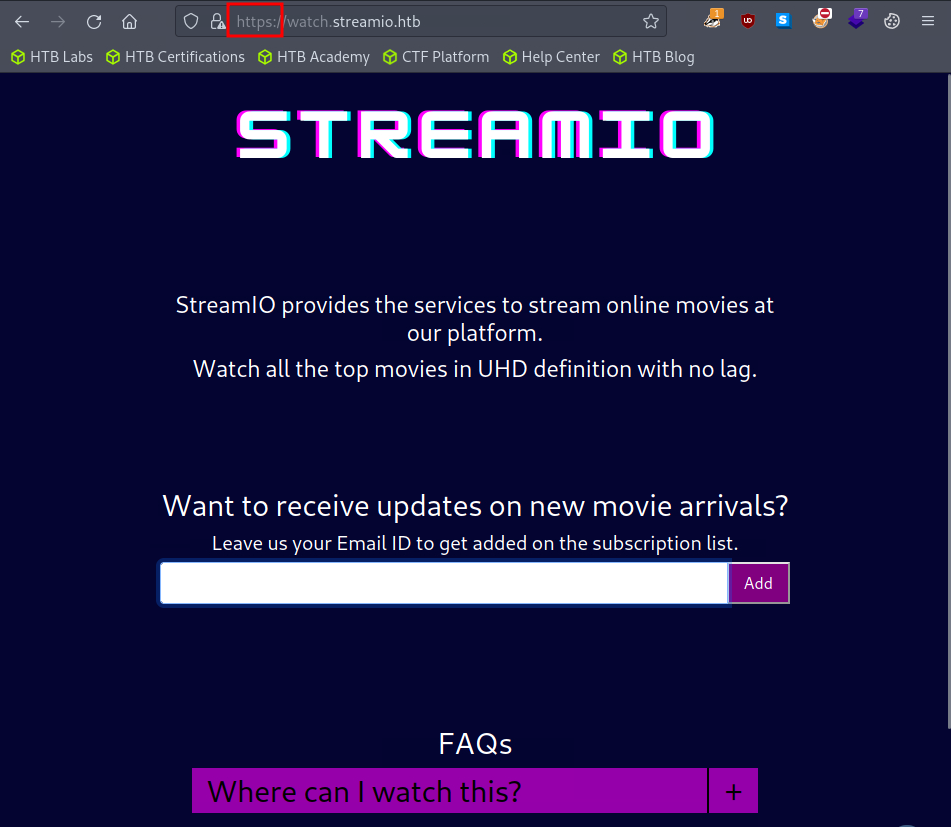 https://watch.streamio.htb
1
UD
S
7
HTB Labs HTB Certifications HTB Academy CTF Platform Help Center HTB Blog
STREAMIO
StreamIO provides the services to stream online movies at
our platform.
Watch all the top movies in UHD definition with no lag.
Want to receive updates on new movie arrivals?
Leave us your Email ID to get added on the subscription list.
Add
FAQs
Where can I watch this? +